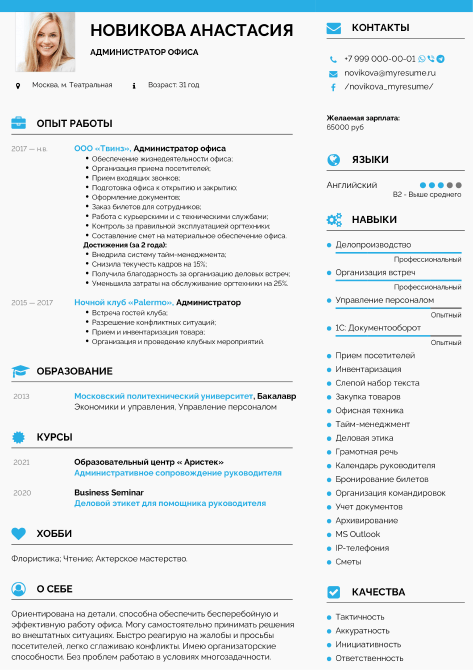 НОВИКОВА АНАСТАСИЯ
АДМИНИСТРАТОР ОФИСА
Москва, м. Театральная
Возраст: 31 год
ОПЫТ РАБОТЫ
2017 — н.в.
ООО «Твинз», Администратор офиса
Обеспечение жизнедеятельности офиса;
Организация приема посетителей;
Прием входящих звонков;
Подготовка офиса к открытию и закрытию;
Оформление документов;
Заказ билетов для сотрудников;
Работа с курьерскими и с техническими службами;
Контроль за правильной эксплуатацией оргтехники;
Составление смет на материальное обеспечение офиса.
Достижения (за 2 года):
Внедрила систему тайм-менеджмента;
Снизила текучесть кадров на 15%;
Получила благодарность за организацию деловых встреч;
Уменьшила затраты на обслуживание оргтехники на 25%.
2015 — 2017
Ночной клуб «Palermo», Администратор
Встреча гостей клуба;
Разрешение конфликтных ситуаций;
Прием и инвентаризация товара;
Организация и проведение клубных мероприятий.
ОБРАЗОВАНИЕ
2013
Московский политехнический университет, Бакалавр
Экономики и управления, Управление персоналом
КУРСЫ
2021
Образовательный центр « Аристек»
Административное сопровождение руководителя
2020
Business Seminar
Деловой этикет для помощника руководителя
ХОББИ
Флористика; Чтение; Актерское мастерство.
О СЕБЕ
Ориентирована на детали, способна обеспечить бесперебойную и
эффективную работу офиса. Могу самостоятельно принимать решения
во внештатных ситуациях. Быстро реагирую на жалобы и просьбы
посетителей, легко сглаживаю конфликты. Имею организаторские
способности. Без проблем работаю в условиях многозадачности.
КОНТАКТЫ
+7 999 000-00-01
novikova@myresume.ru
/novikova_myresume/
Желаемая зарплата:
65000 руб
ЯЗЫКИ
Английский
B2 - Выше среднего
НАВЫКИ
Делопроизводство
Профессиональный
Организация встреч
Профессиональный
Управление персоналом
Опытный
1С: Документооборот
Опытный
Прием посетителей
Инвентаризация
Слепой набор текста
Закупка товаров
Офисная техника
Тайм-менеджмент
Деловая этика
Грамотная речь
Календарь руководителя
Бронирование билетов
Организация командировок
Учет документов
Архивирование
MS Outlook
IP-телефония
Сметы
КАЧЕСТВА
Тактичность
Аккуратность
Инициативность
Ответственность